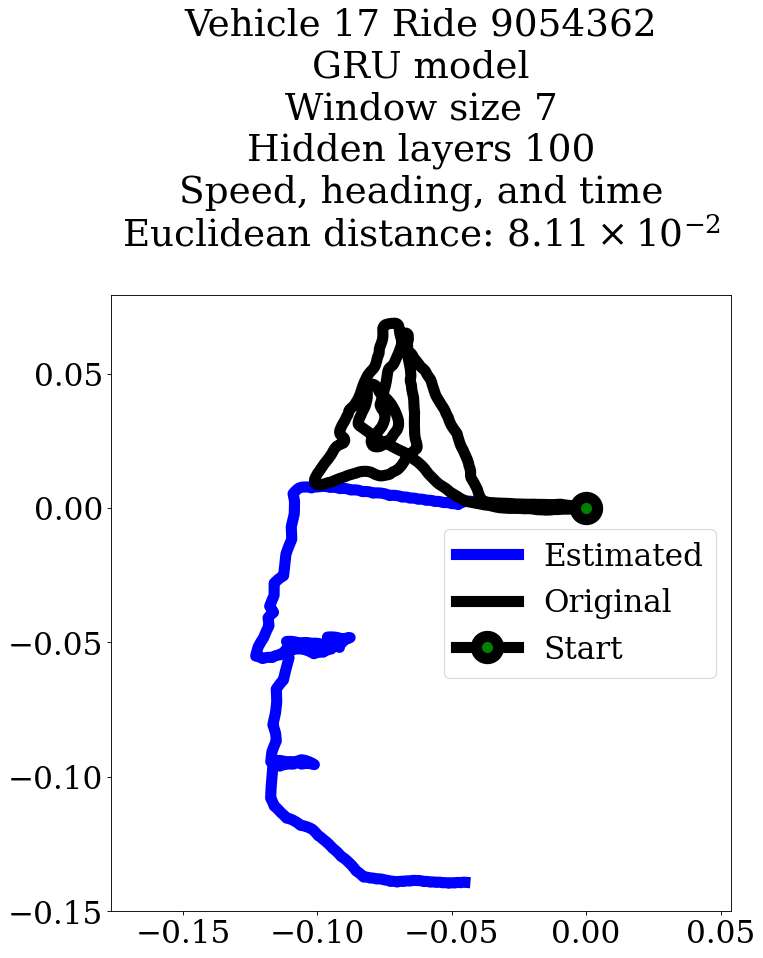 Vehicle 17 Ride 9054362
GRU model
Window size 7
Hidden layers 100
Speed, heading, and time
Euclidean distance: 8.11 × 10⁻²
0.05
0.00
−0.05
−0.10
−0.15
Estimated
Original
Start
−0.15 −0.10 −0.05 0.00 0.05